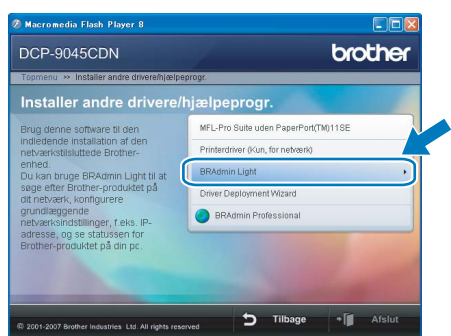 Macromedia Flash Player 8
DCP-9045CDN
brother
Topmenu >> Installer andre drivere/hjælpeprogr.
Installer andre drivere/hjælpeprogr.
Brug denne software til den
indledende installation af den
netværkstilsluttede Brother-
enhed.
Du kan bruge BRAdmin Light til at
søge efter Brother-produktet på
dit netværk, konfigurere
grundlæggende
netværksindstillinger, f.eks. IP-
adresse, og se statussen for
Brother-produktet på din pc.
MFL-Pro Suite uden PaperPort(TM)11SE
Printerdriver (Kun, for netværk)
BRAdmin Light
Driver Deployment Wizard
BRAdmin Professional
© 2001-2007 Brother Industries Ltd. All rights reserved
Tilbage
Afslut